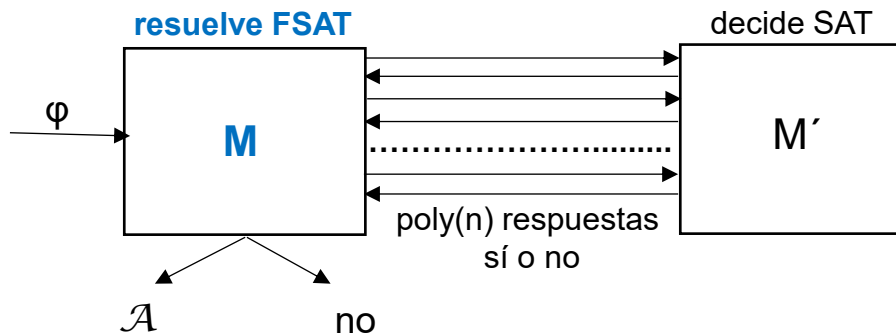 resuelve FSAT
decide SAT
φ
M
M´
poly(n) respuestas
sí o no
𝒜
no